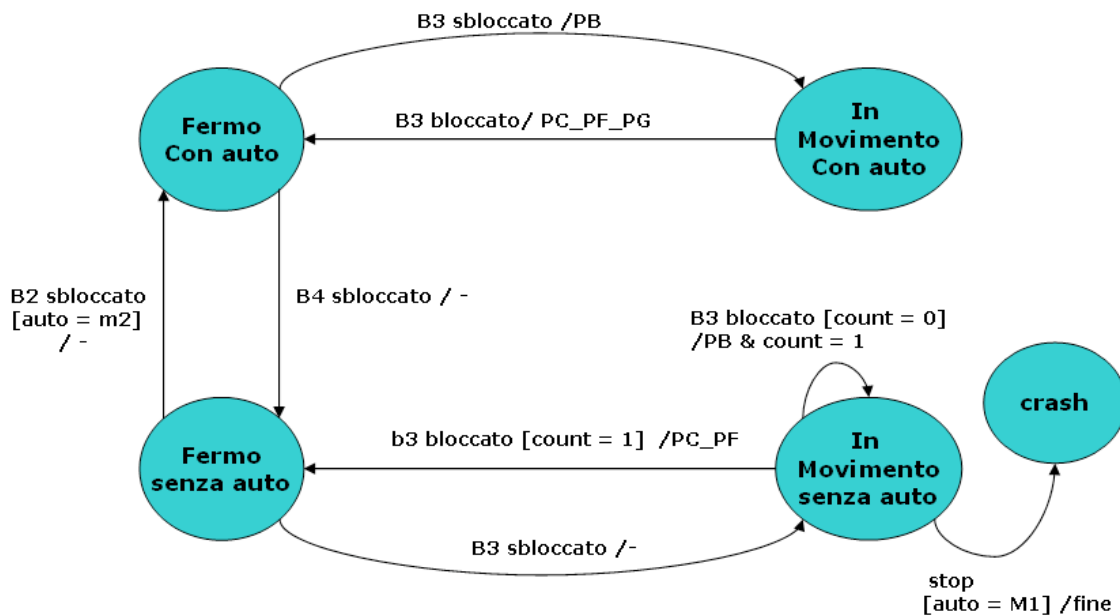 B3 sbloccato /PB
Fermo
Con auto
B3 bloccato/ PC_PF_PG
In
Movimento
Con auto
B2 sbloccato
[auto = m2]
/ -
B4 sbloccato / -
B3 bloccato [count = 0]
/PB & count = 1
crash
Fermo
senza auto
b3 bloccato [count = 1]  /PC_PF
In
Movimento
senza auto
B3 sbloccato /-
stop
[auto = M1] /fine